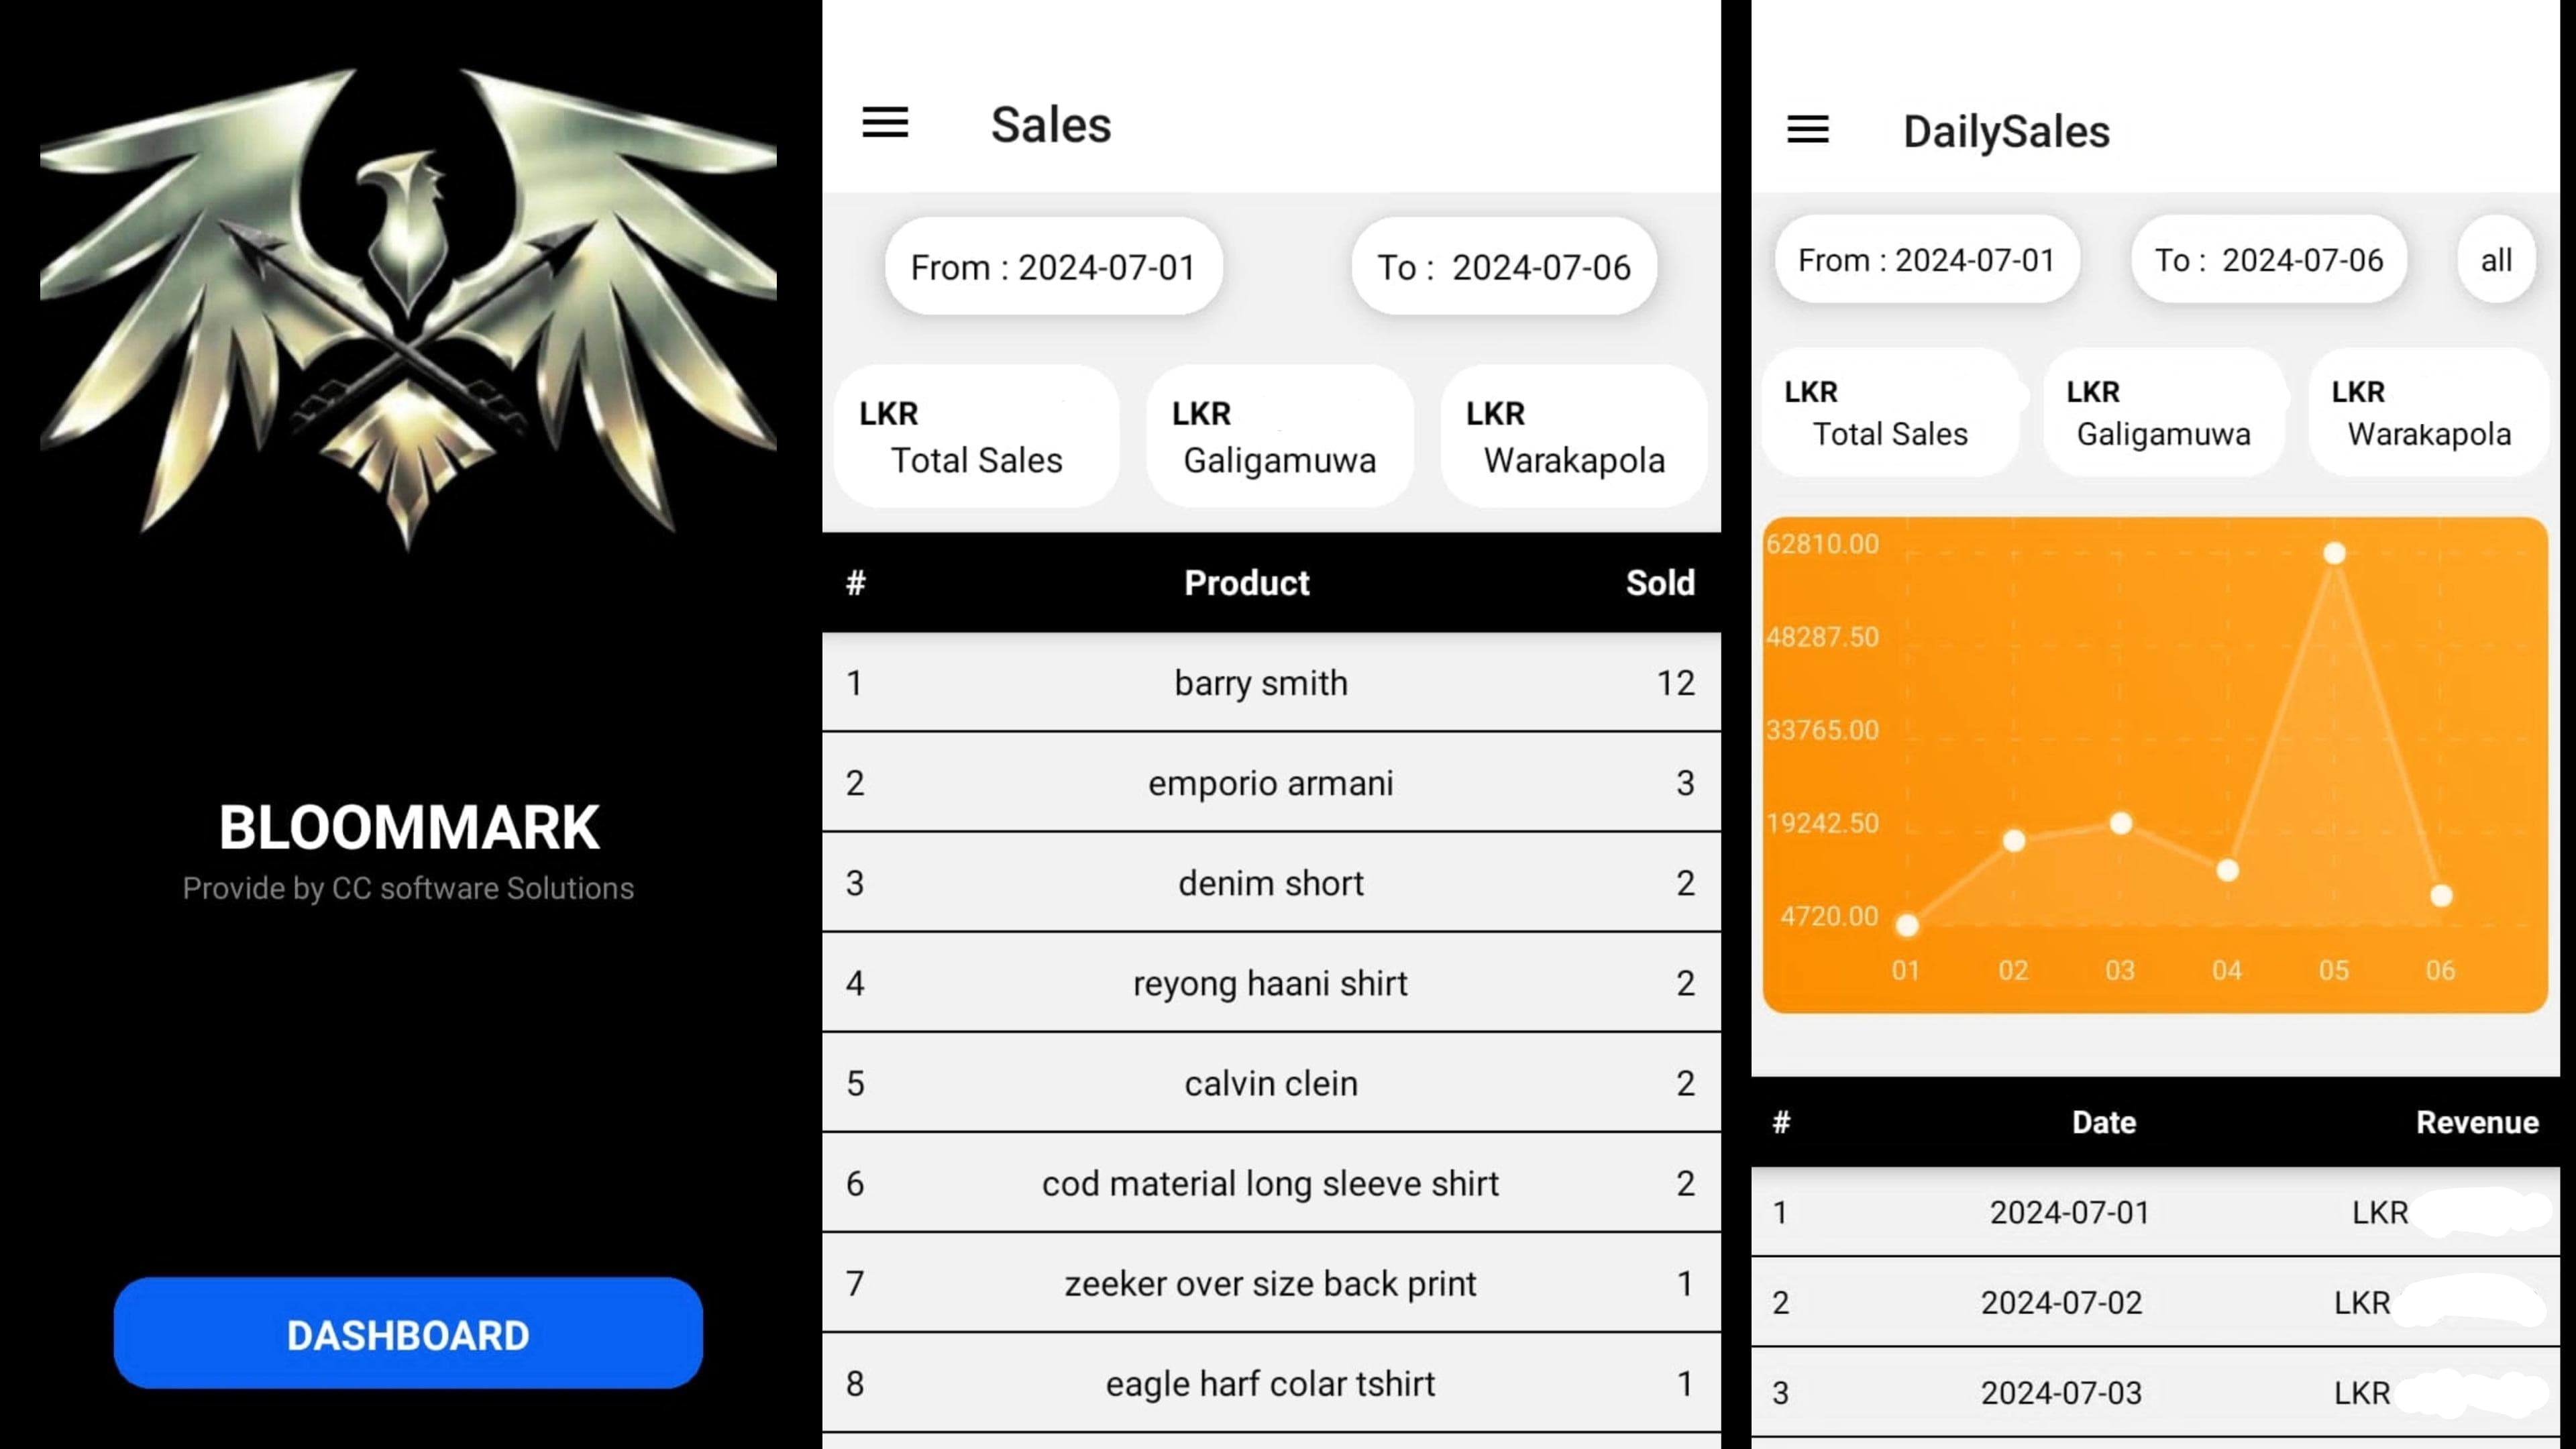 BLOOMMARK
Provide by CC software Solutions
DASHBOARD
Sales
From : 2024-07-01 To : 2024-07-06
LKR LKR LKR
Total Sales Galigamuwa Warakapola
# Product Sold
1 barry smith 12
2 emporio armani 3
3 denim short 2
4 reyong haani shirt 2
5 calvin clein 2
6 cod material long sleeve shirt 2
7 zeeker over size back print 1
8 eagle harf colar tshirt 1
DailySales
From : 2024-07-01 To : 2024-07-06 all
LKR LKR LKR
Total Sales Galigamuwa Warakapola
62810.00
48287.50
33765.00
19242.50
4720.00
01 02 03 04 05 06
# Date Revenue
1 2024-07-01 LKR
2 2024-07-02 LKR
3 2024-07-03 LKR